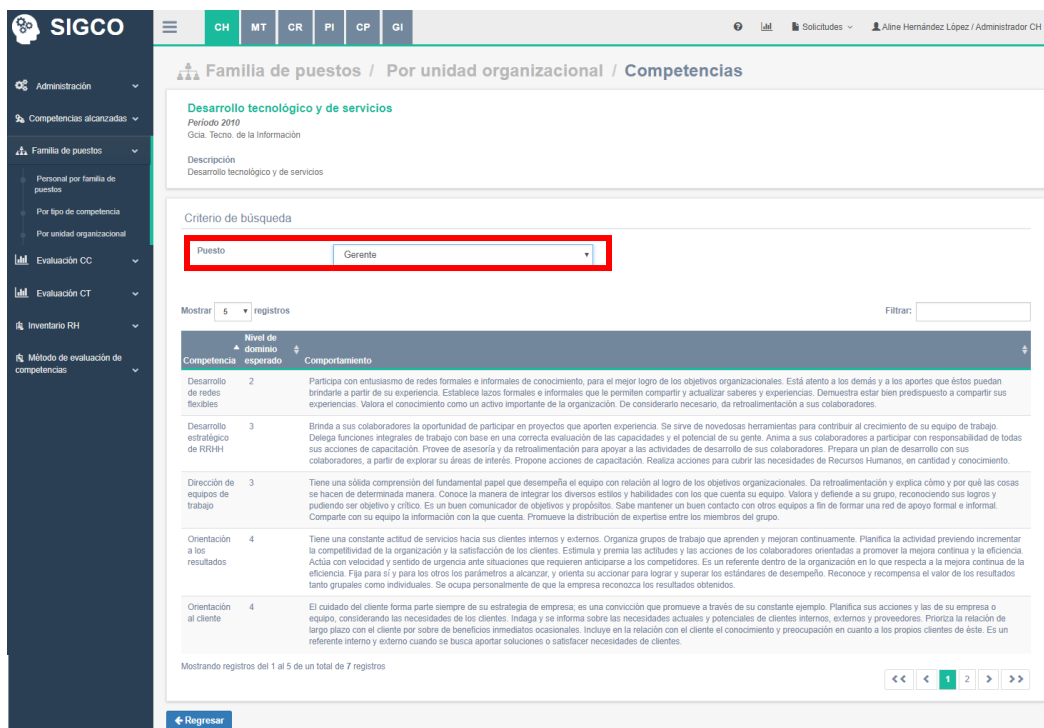 SIGCO
CH MT CR PI CP GI
Solicitudes
Aline Hernández López / Administrador CH
Administración
Competencias alcanzadas
Familia de puestos
Personal por familia de
puestos
Por tipo de competencia
Por unidad organizacional
Evaluación CC
Evaluación CT
Inventario RH
Método de evaluación de
competencias
Familia de puestos / Por unidad organizacional / Competencias
Desarrollo tecnológico y de servicios
Período 2010
Gcia. Tecno. de la Información
Descripción
Desarrollo tecnológico y de servicios
Criterio de búsqueda
Puesto Gerente
Mostrar 5 registros
Filtrar:
Competencia
Nivel de
dominio
esperado
Comportamiento
Desarrollo
de redes
flexibles
2
Participa con entusiasmo de redes formales e informales de conocimiento, para el mejor logro de los objetivos organizacionales. Está atento a los demás y a los aportes que éstos puedan
brindarle a partir de su experiencia. Establece lazos formales e informales que le permiten compartir y actualizar saberes y experiencias. Demuestra estar bien predispuesto a compartir sus
experiencias. Valora el conocimiento como un activo importante de la organización. De considerarlo necesario, da retroalimentación a sus colaboradores.
Desarrollo
estratégico
de RRHH
3
Brinda a sus colaboradores la oportunidad de participar en proyectos que aporten experiencia. Se sirve de novedosas herramientas para contribuir al crecimiento de su equipo de trabajo.
Delega funciones integrales de trabajo con base en una correcta evaluación de las capacidades y el potencial de su gente. Anima a sus colaboradores a participar con responsabilidad de todas
sus acciones de capacitación. Provee de asesoría y da retroalimentación para apoyar a las actividades de desarrollo de sus colaboradores. Prepara un plan de desarrollo con sus
colaboradores, a partir de explorar su áreas de interés. Propone acciones de capacitación. Realiza acciones para cubrir las necesidades de Recursos Humanos, en cantidad y conocimiento.
Dirección de
equipos de
trabajo
3
Tiene una sólida comprensión del fundamental papel que desempeña el equipo con relación al logro de los objetivos organizacionales. Da retroalimentación y explica cómo y por qué las cosas
se hacen de determinada manera. Conoce la manera de integrar los diversos estilos y habilidades con los que cuenta su equipo. Valora y defiende a su grupo, reconociendo sus logros y
pudiendo ser objetivo y crítico. Es un buen comunicador de objetivos y propósitos. Sabe mantener un buen contacto con otros equipos a fin de formar una red de apoyo formal e informal.
Comparte con su equipo la información con la que cuenta. Promueve la distribución de expertise entre los miembros del grupo.
Orientación
a los
resultados
4
Tiene una constante actitud de servicios hacia sus clientes internos y externos. Organiza grupos de trabajo que aprenden y mejoran continuamente. Planifica la actividad previendo incrementar
la competitividad de la organización y la satisfacción de los clientes. Estimula y premia las actitudes y las acciones de los colaboradores orientadas a promover la mejora continua y la eficiencia.
Actúa con velocidad y sentido de urgencia ante situaciones que requieren anticiparse a los competidores. Es un referente dentro de la organización en lo que respecta a la mejora continua de la
eficiencia. Fija para sí y para los otros los parámetros a alcanzar, y orienta su accionar para lograr y superar los estándares de desempeño. Reconoce y recompensa el valor de los resultados
tanto grupales como individuales. Se ocupa personalmente de que la empresa reconozca los resultados obtenidos.
Orientación
al cliente
4
El cuidado del cliente forma parte siempre de su estrategia de empresa; es una convicción que promueve a través de su constante ejemplo. Planifica sus acciones y las de su empresa o
equipo, considerando las necesidades de los clientes. Indaga y se informa sobre las necesidades actuales y potenciales de clientes internos, externos y proveedores. Prioriza la relación de
largo plazo con el cliente por sobre de beneficios inmediatos ocasionales. Incluye en la relación con el cliente el conocimiento y preocupación en cuanto a los propios clientes de éste. Es un
referente interno y externo cuando se busca aportar soluciones o satisfacer necesidades de clientes.
Mostrando registros del 1 al 5 de un total de 7 registros
<< < 1 2 > >>
Regresar